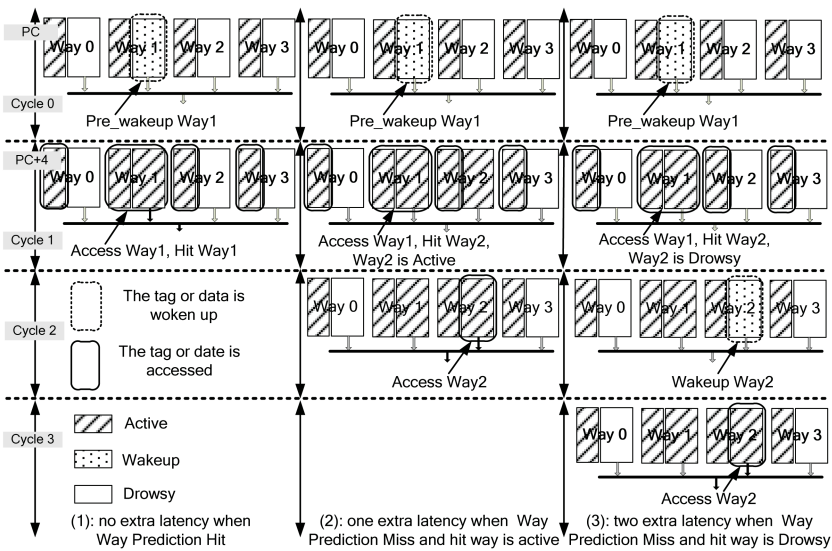 PC
Way 0 Way 1 Way 2 Way 3
Way 0 Way 1 Way 2 Way 3
Way 0 Way 1 Way 2 Way 3
Cycle 0
Pre_wakeup Way1
Pre_wakeup Way1
Pre_wakeup Way1
PC+4
Way 0 Way 1 Way 2 Way 3
Way 0 Way 1 Way 2 Way 3
Way 0 Way 1 Way 2 Way 3
Cycle 1
Access Way1, Hit Way1
Access Way1, Hit Way2,
Way2 is Active
Access Way1, Hit Way2,
Way2 is Drowsy
Cycle 2
The tag or data is
woken up
The tag or date is
accessed
Way 0 Way 1 Way 2 Way 3
Access Way2
Way 0 Way 1 Way 2 Way 3
Wakeup Way2
Cycle 3
Active
Wakeup
Drowsy
Way 0 Way 1 Way 2 Way 3
Access Way2
(1): no extra latency when
Way Prediction Hit
(2): one extra latency when Way
Prediction Miss and hit way is active
(3): two extra latency when Way
Prediction Miss and hit way is Drowsy